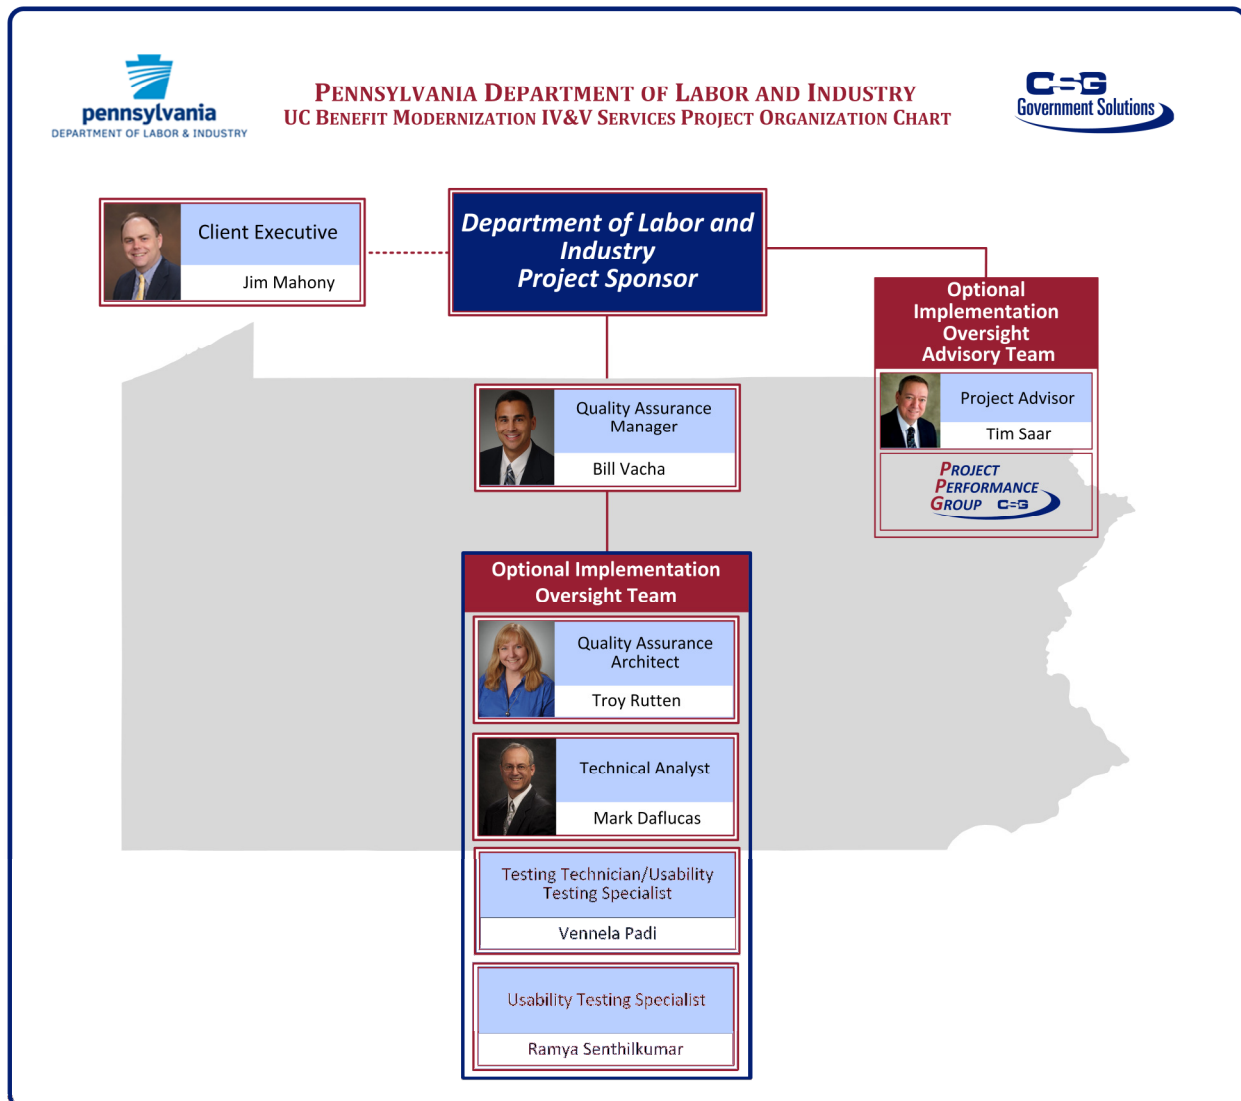 pennsylvania
DEPARTMENT OF LABOR & INDUSTRY
PENNSYLVANIA DEPARTMENT OF LABOR AND INDUSTRY
UC BENEFIT MODERNIZATION IV&V SERVICES PROJECT ORGANIZATION CHART
CSG
Government Solutions
Client Executive
Jim Mahony
Department of Labor and
Industry
Project Sponsor
Optional
Implementation
Oversight
Advisory Team
Project Advisor
Tim Saar
PROJECT
PERFORMANCE
GROUP CSG
Quality Assurance
Manager
Bill Vacha
Optional Implementation
Oversight Team
Quality Assurance
Architect
Troy Rutten
Technical Analyst
Mark Daflucas
Testing Technician/Usability
Testing Specialist
Vennela Padi
Usability Testing Specialist
Ramya Senthilkumar